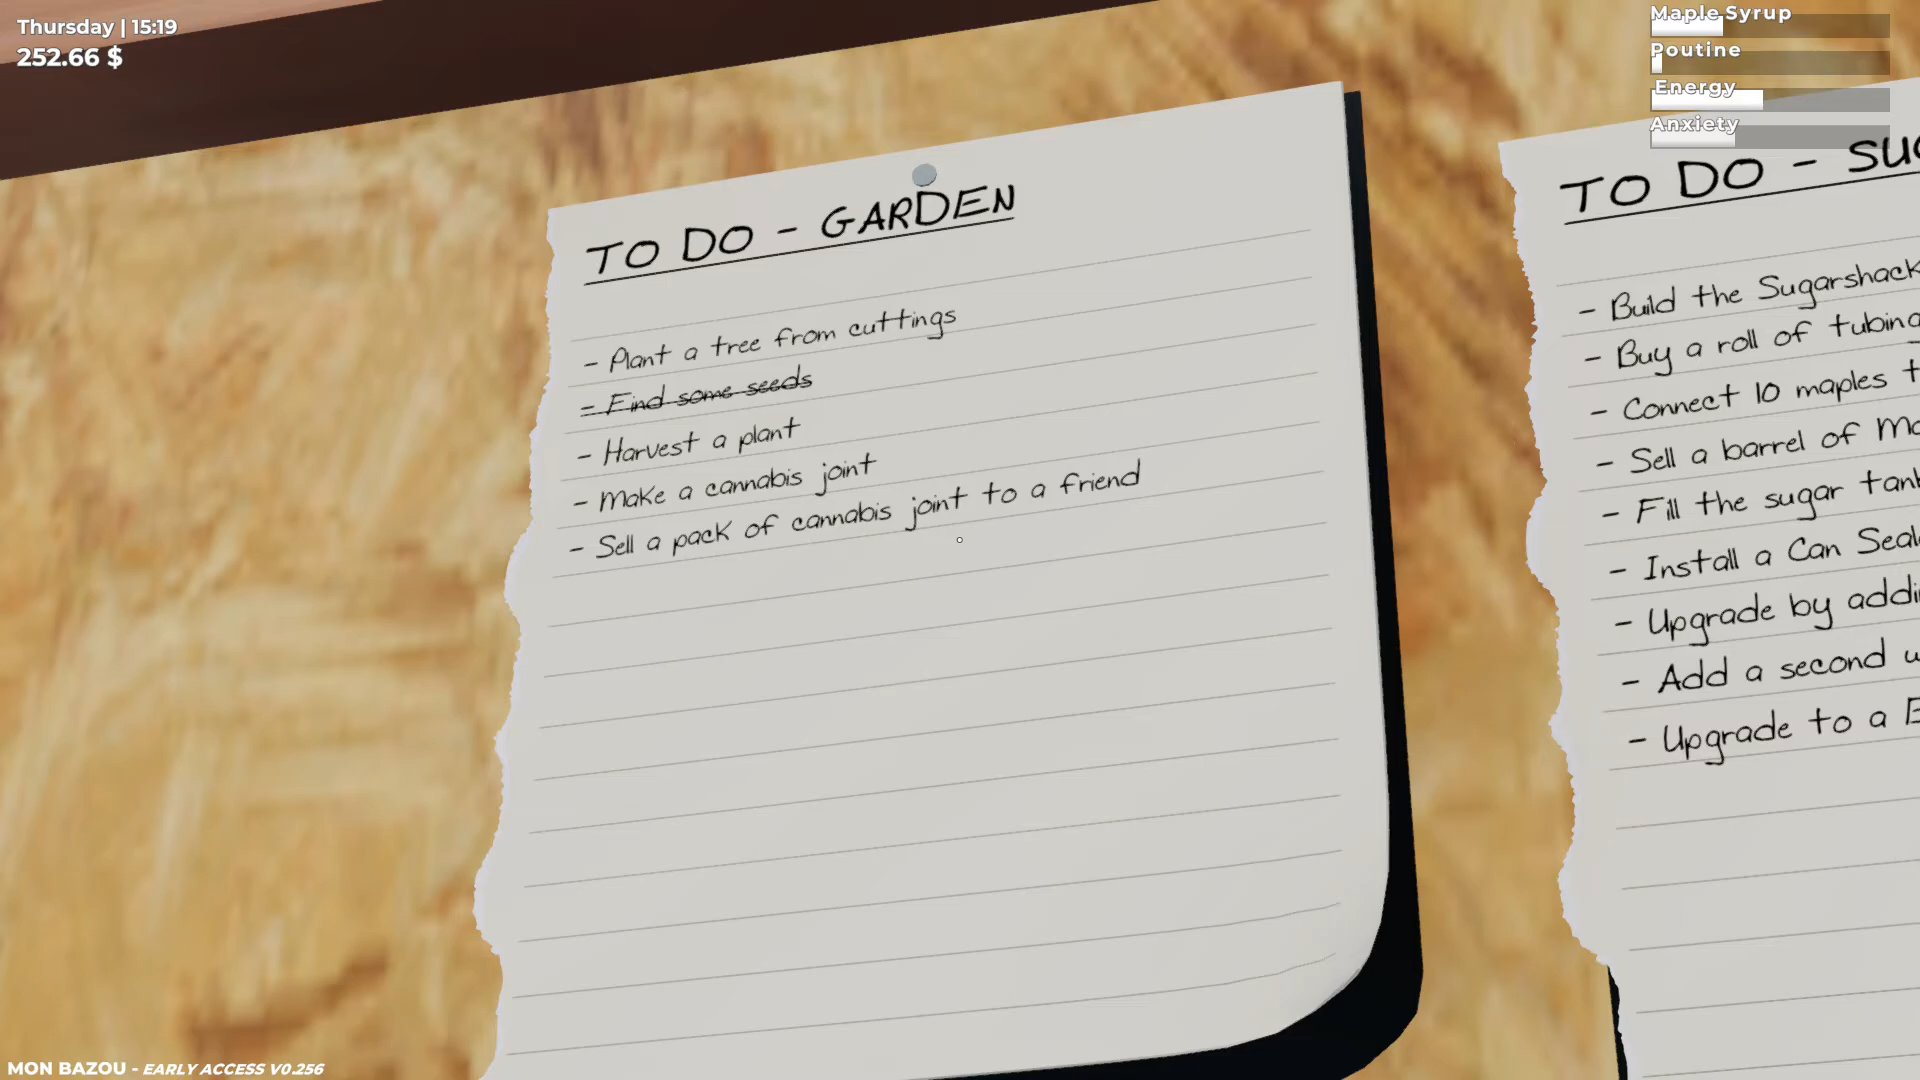 Thursday | 15:19
252.66 $
Maple Syrup
Poutine
Energy
Anxiety
TO DO - GARDEN
- Plant a tree from cuttings
- Find some seeds
- Harvest a plant
- Make a cannabis joint
- Sell a pack of cannabis joint to a friend
TO DO -
- Build the Sugarshack
- Buy a roll of tubing
- Connect 10 maples
- Sell a barrel of
- Fill the sugar
- Install a Can
- Upgrade by
- Add a second
- Upgrade to a
MON BAZOU - EARLY ACCESS V0.256